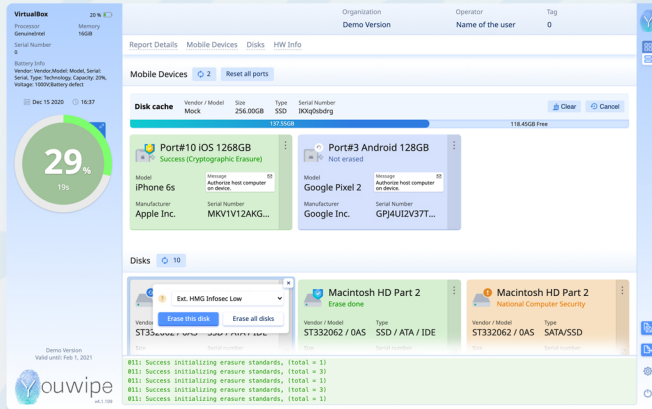 VirtualBox
20 %
Processor
Memory
GenuineIntel
16GiB
Serial Number
0
Battery Info
Vendor: Vendor;Model: Model, Serial:
Serial, Type: Technology, Capacity: 20%,
Voltage: 1000V;Battery defect
Dec 15 2020
16:37
29%
19s
Demo Version
Valid until: Feb 1, 2021
Youwipe
v4.1.109
Organization
Operator
Tag
Demo Version
Name of the user
0
Report Details
Mobile Devices
Disks
HW Info
Mobile Devices
2
Reset all ports
Disk cache
Vendor / Model
Size
Type
Serial Number
Mock
256.00GB
SSD
IKXq0sbdrg
Clear
Cancel
137.55GB
118.45GB Free
Port#10 iOS 1268GB
Success (Cryptographic Erasure)
Model
Message
iPhone 6s
Authorize host computer
on device.
Manufacturer
Serial Number
Apple Inc.
MKV1V12AKG...
Port#3 Android 128GB
Not erased
Model
Message
Google Pixel 2
Authorize host computer
on device.
Manufacturer
Serial Number
Google Inc.
GPJ4UI2V37T...
Disks
10
Ext. HMG Infosec Low
Erase this disk
Erase all disks
Macintosh HD Part 2
Erase done
Vendor / Model
Type
ST332062 / 0AS
SSD / ATA / IDE
Macintosh HD Part 2
National Computer Security
Vendor / Model
Type
ST332062 / 0AS
SATA/SSD
011: Success initializing erasure standards, (total = 1)
011: Success initializing erasure standards, (total = 3)
011: Success initializing erasure standards, (total = 1)
011: Success initializing erasure standards, (total = 3)
011: Success initializing erasure standards, (total = 1)